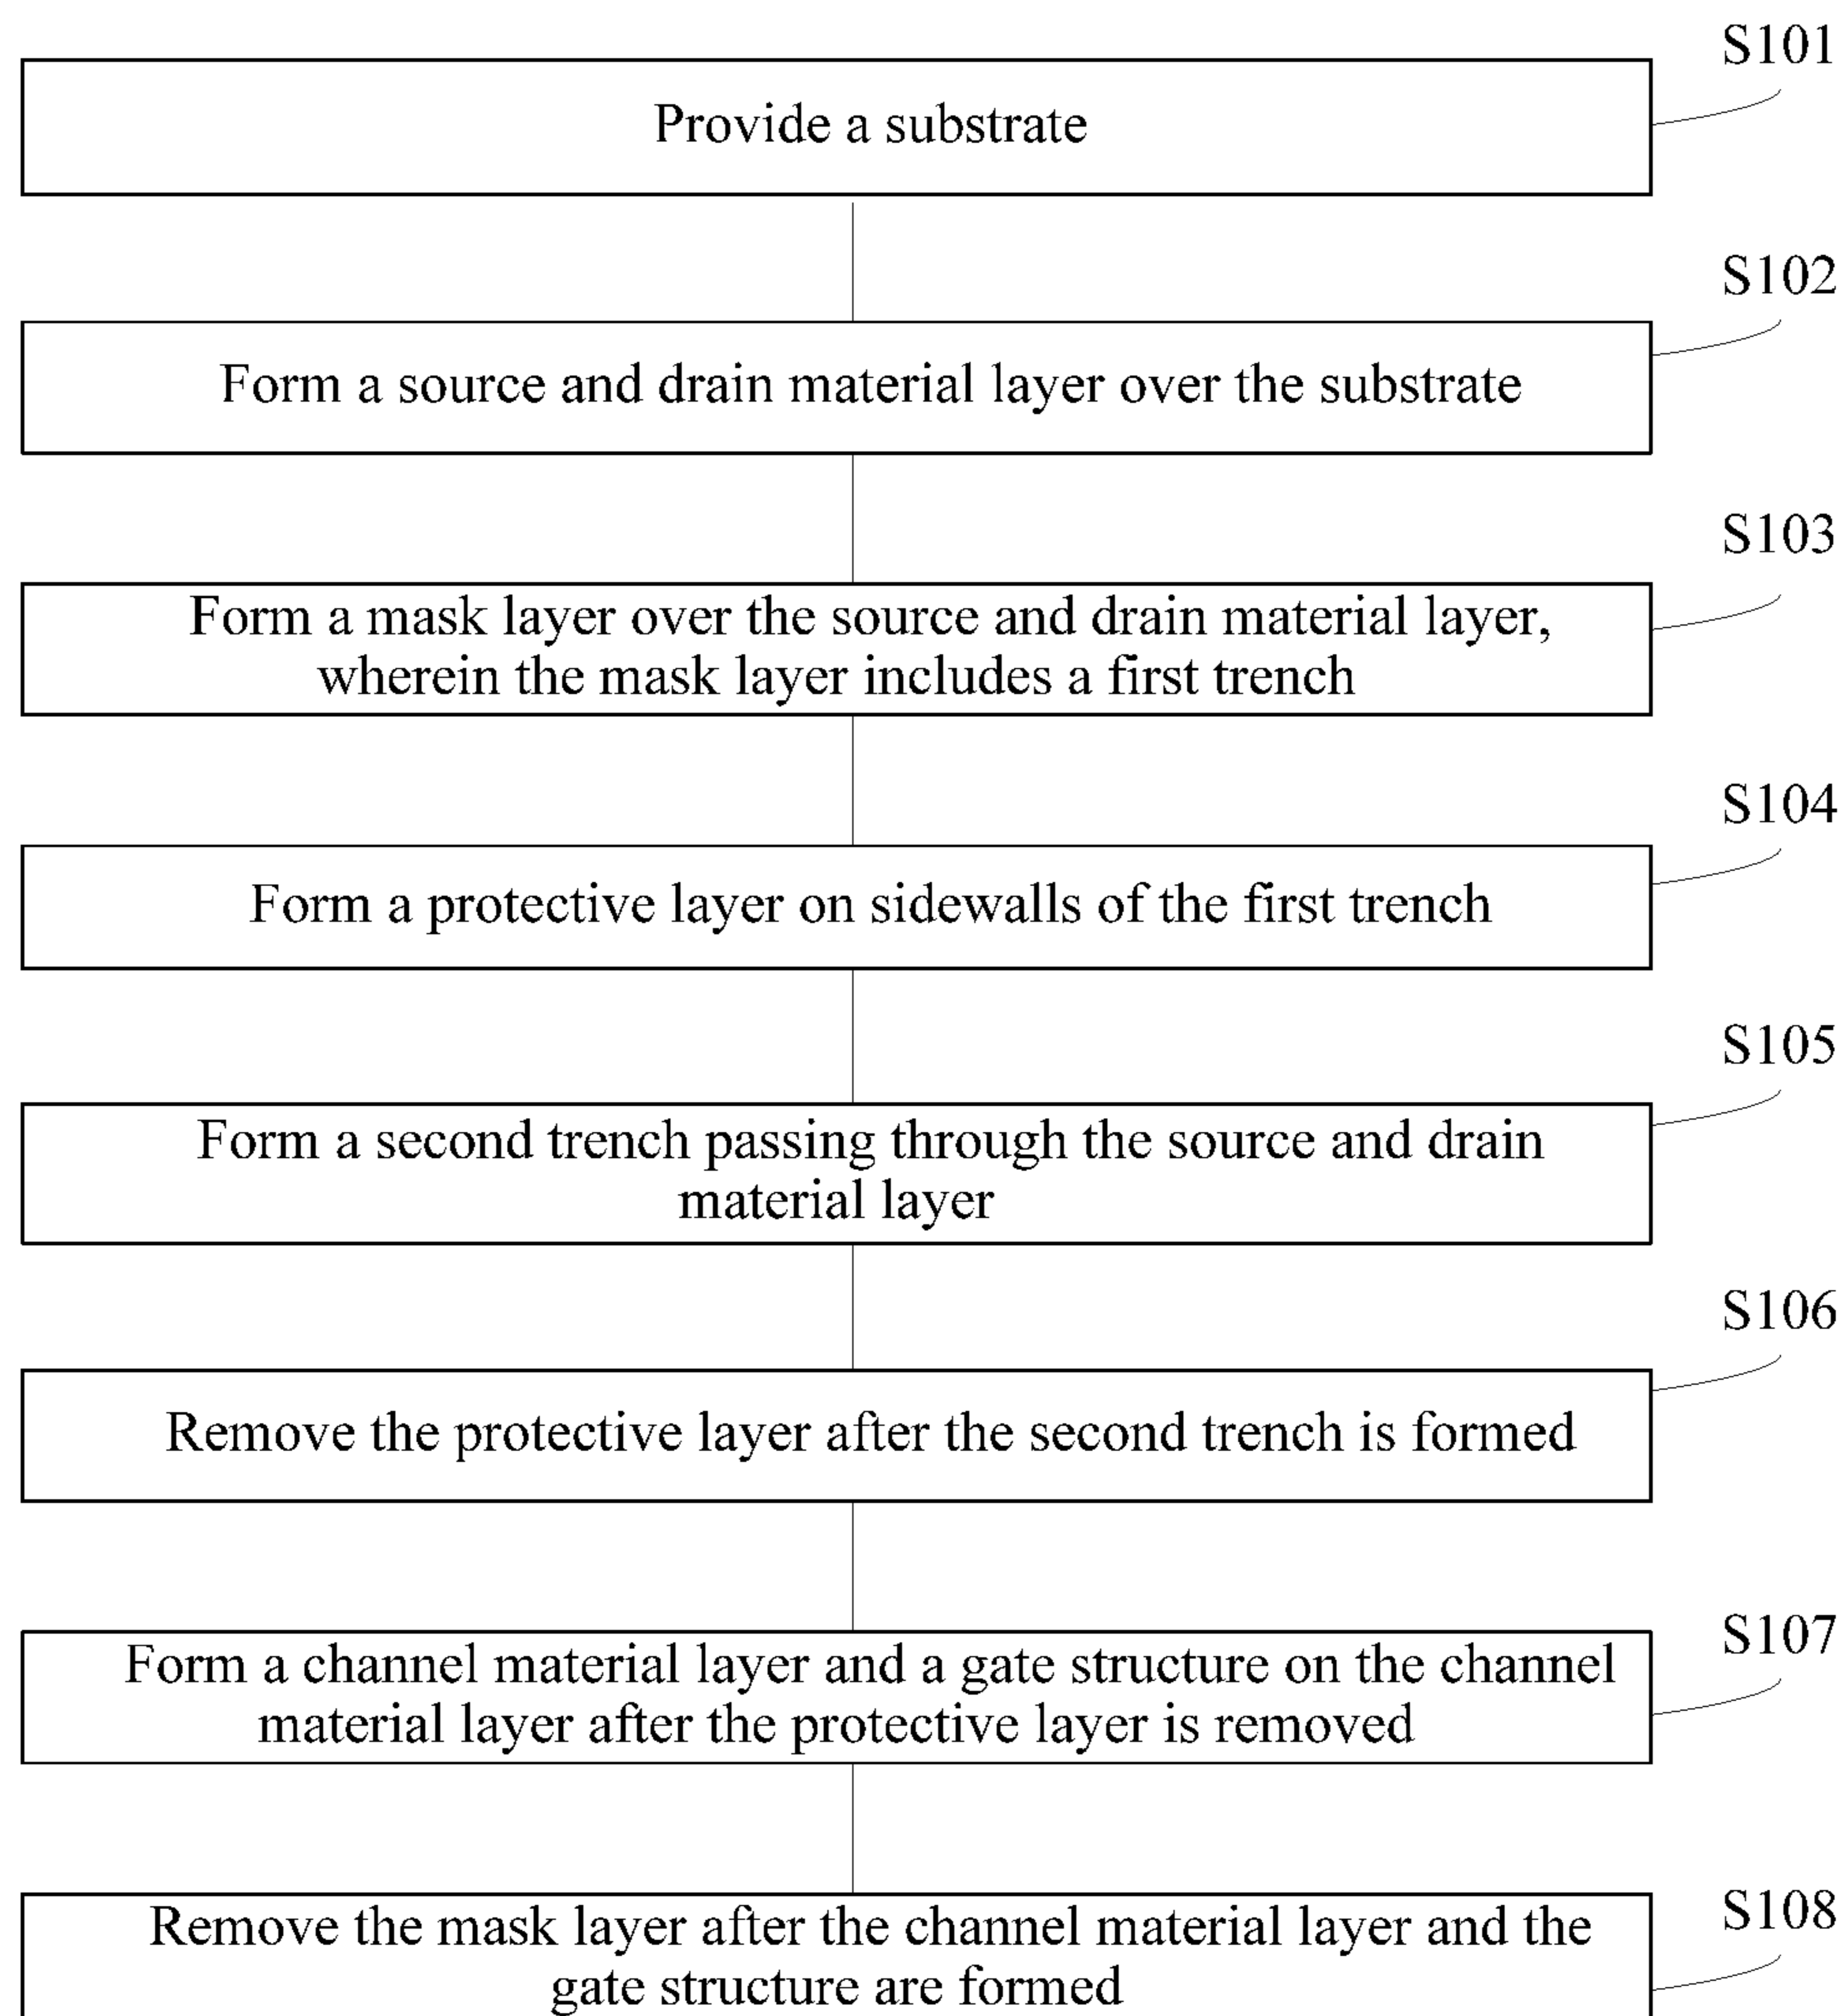 S101
Provide a substrate
S102
Form a source and drain material layer over the substrate
S103
Form a mask layer over the source and drain material layer,
wherein the mask layer includes a first trench
S104
Form a protective layer on sidewalls of the first trench
S105
Form a second trench passing through the source and drain
material layer
S106
Remove the protective layer after the second trench is formed
S107
Form a channel material layer and a gate structure on the channel
material layer after the protective layer is removed
S108
Remove the mask layer after the channel material layer and the
gate structure are formed